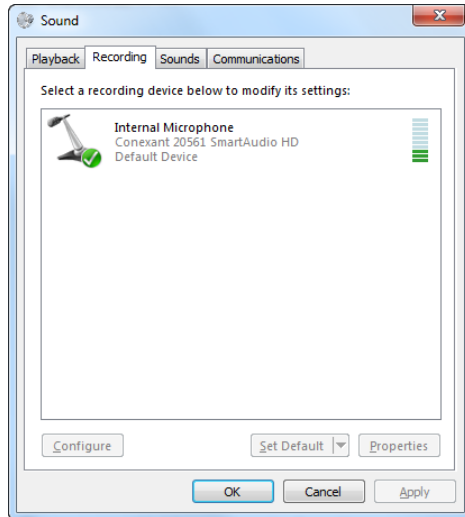 Sound
Playback Recording Sounds Communications
Select a recording device below to modify its settings:
Internal Microphone
Conexant 20561 SmartAudio HD
Default Device
Configure Set Default Properties
OK Cancel Apply